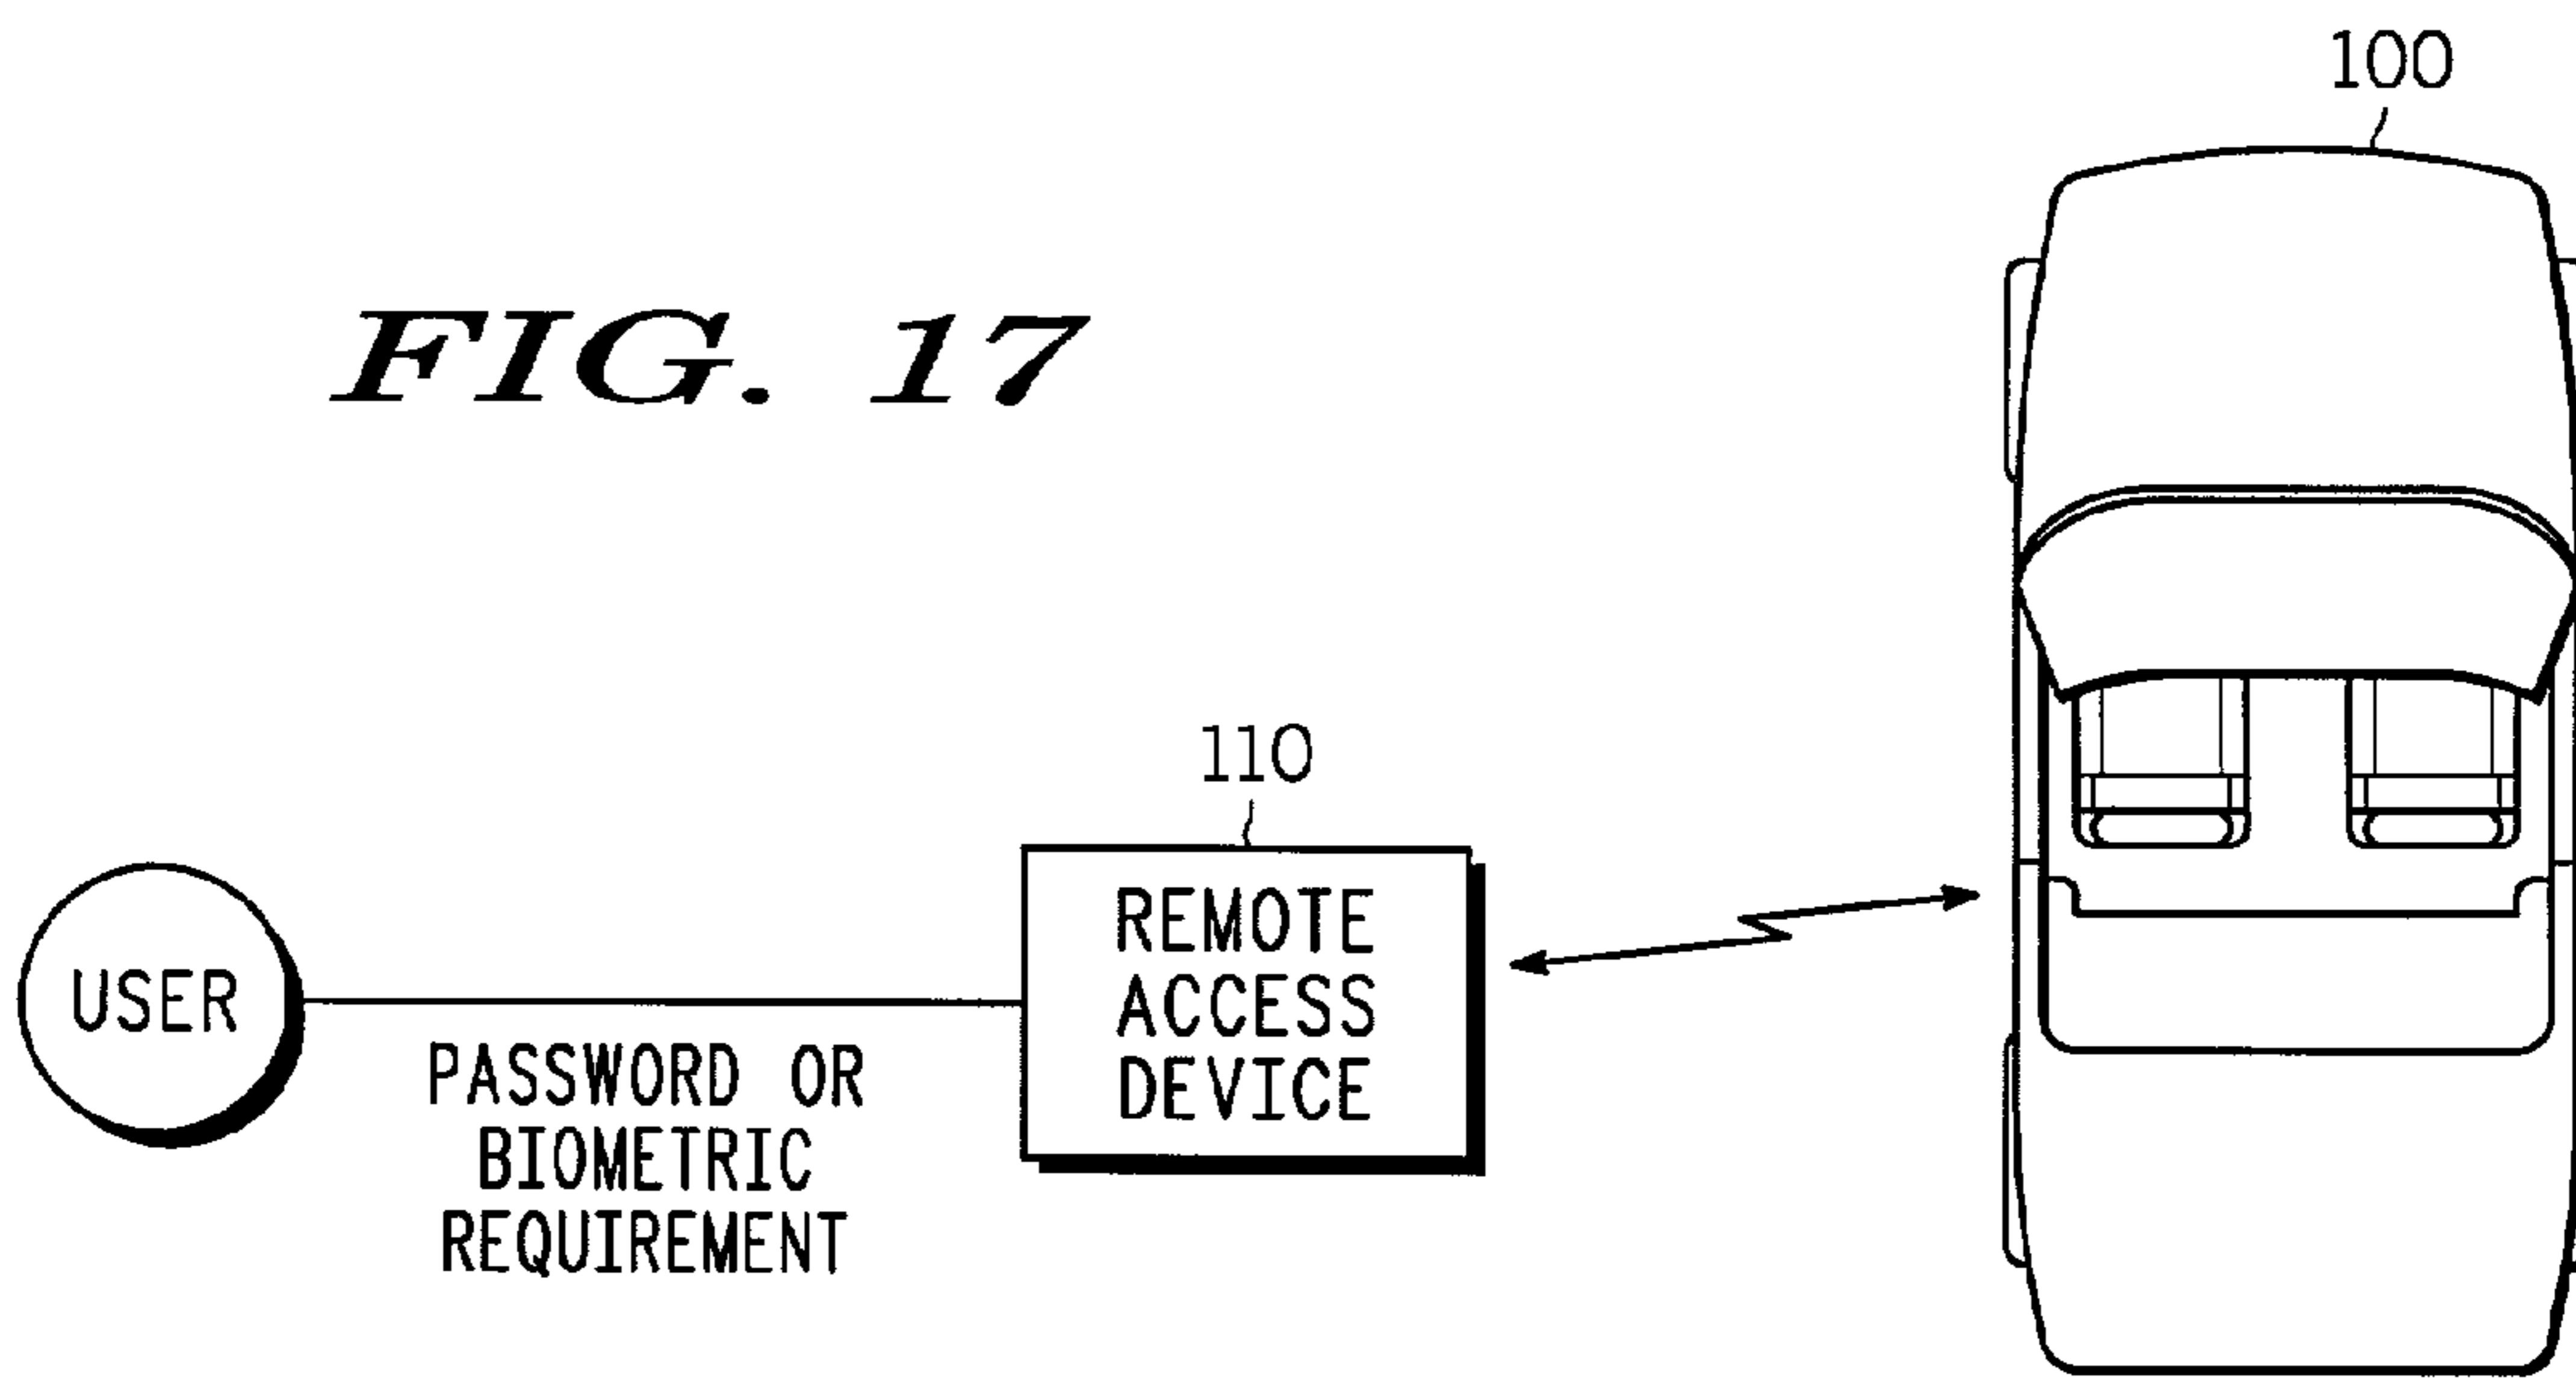 100
FIG. 17
110
REMOTE
ACCESS
DEVICE
USER
PASSWORD OR
BIOMETRIC
REQUIREMENT